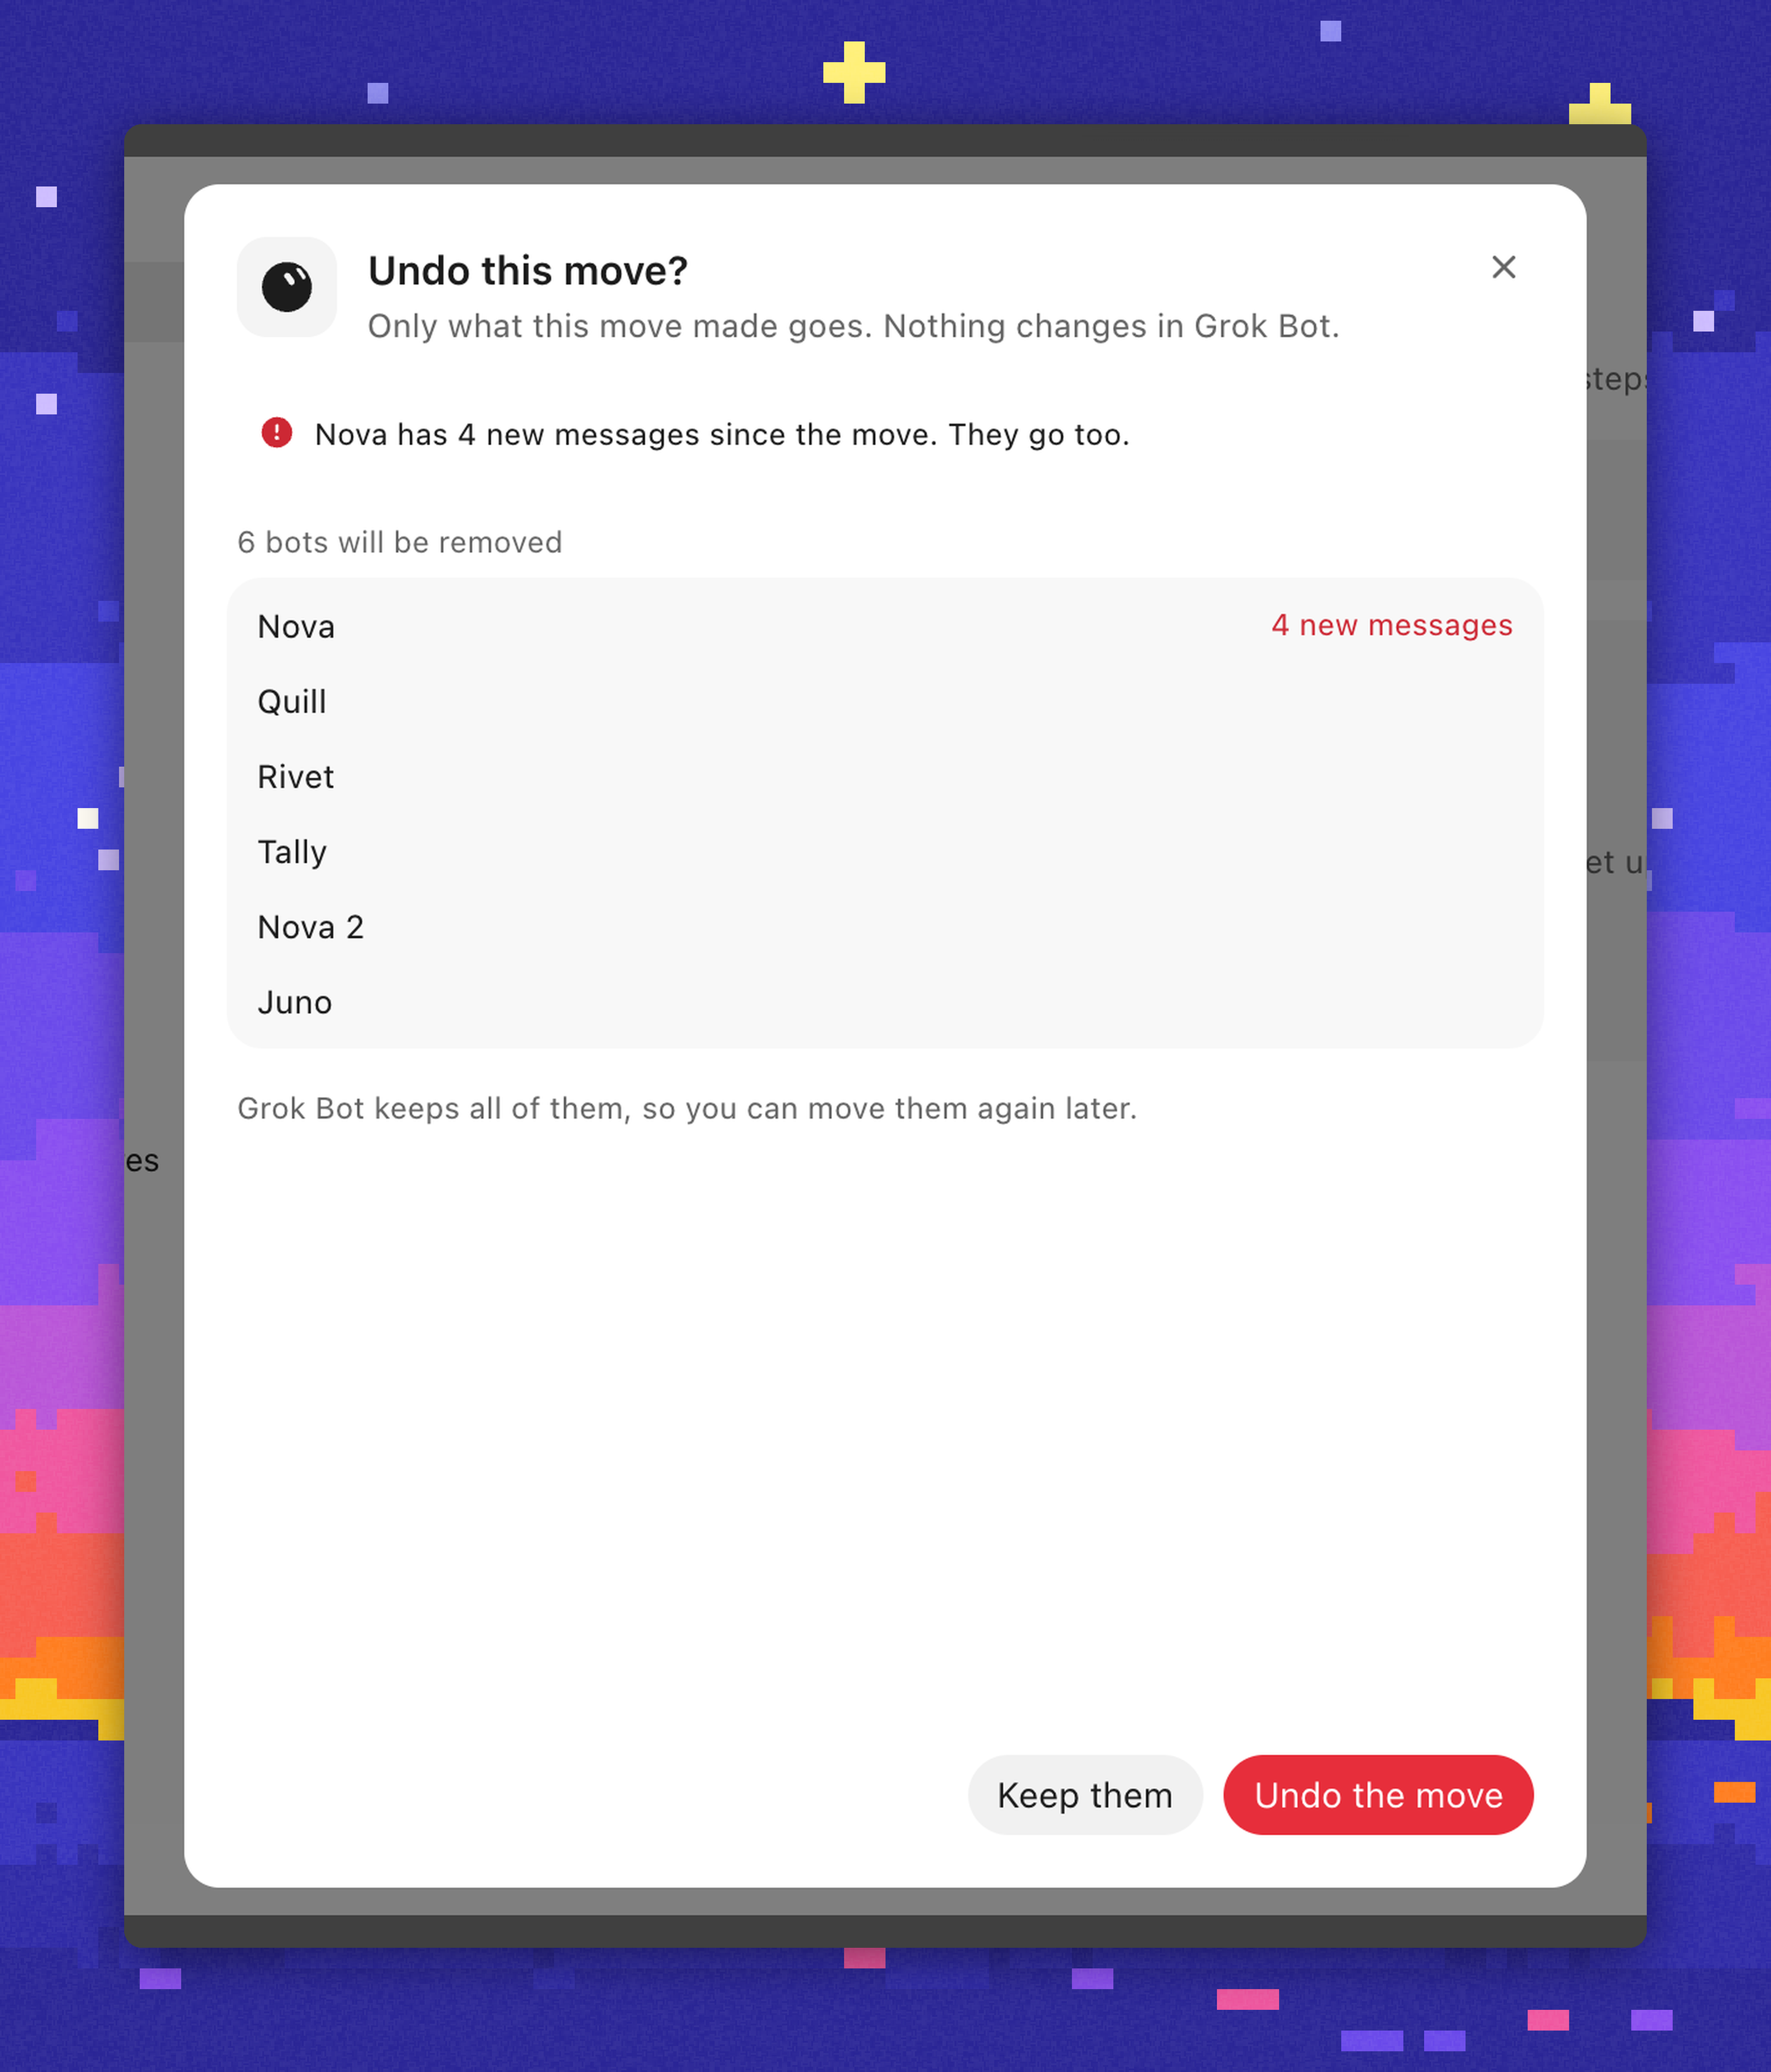 Undo this move?
Only what this move made goes. Nothing changes in Grok Bot.
Nova has 4 new messages since the move. They go too.
6 bots will be removed
Nova 4 new messages
Quill
Rivet
Tally
Nova 2
Juno
Grok Bot keeps all of them, so you can move them again later.
Keep them Undo the move